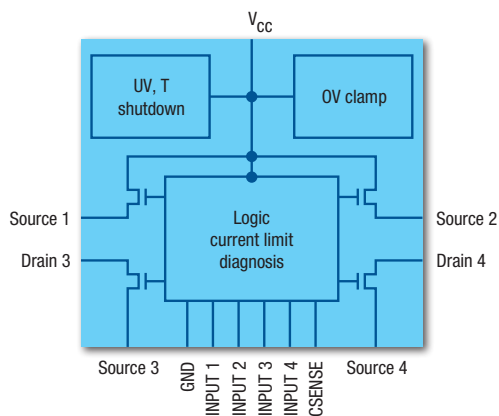 VCC
UV, T
shutdown
OV clamp
Source 1
Logic
current limit
diagnosis
Source 2
Drain 3
Drain 4
Source 3
GND
INPUT 1
INPUT 2
INPUT 3
INPUT 4
CSENSE
Source 4